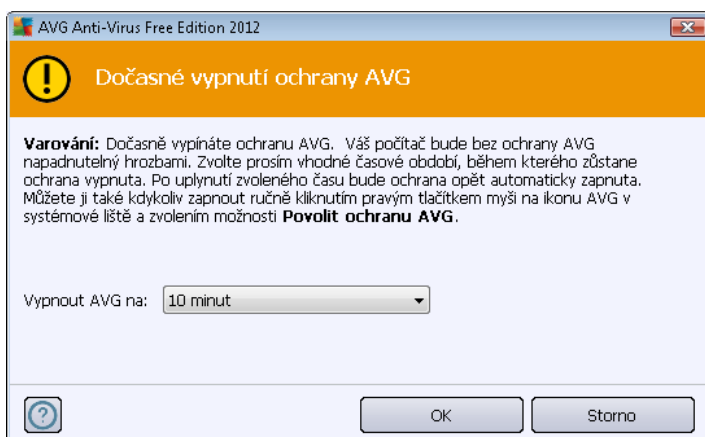 AVG Anti-Virus Free Edition 2012
Dočasné vypnutí ochrany AVG
Varování: Dočasně vypínáte ochranu AVG. Váš počítač bude bez ochrany AVG
napadnutelný hrozbami. Zvolte prosím vhodné časové období, během kterého zůstane
ochrana vypnuta. Po uplynutí zvoleného času bude ochrana opět automaticky zapnuta.
Můžete ji také kdykoliv zapnout ručně kliknutím pravým tlačítkem myši na ikonu AVG v
systémové liště a zvolením možnosti Povolit ochranu AVG.
Vypnout AVG na: 10 minut
OK Storno